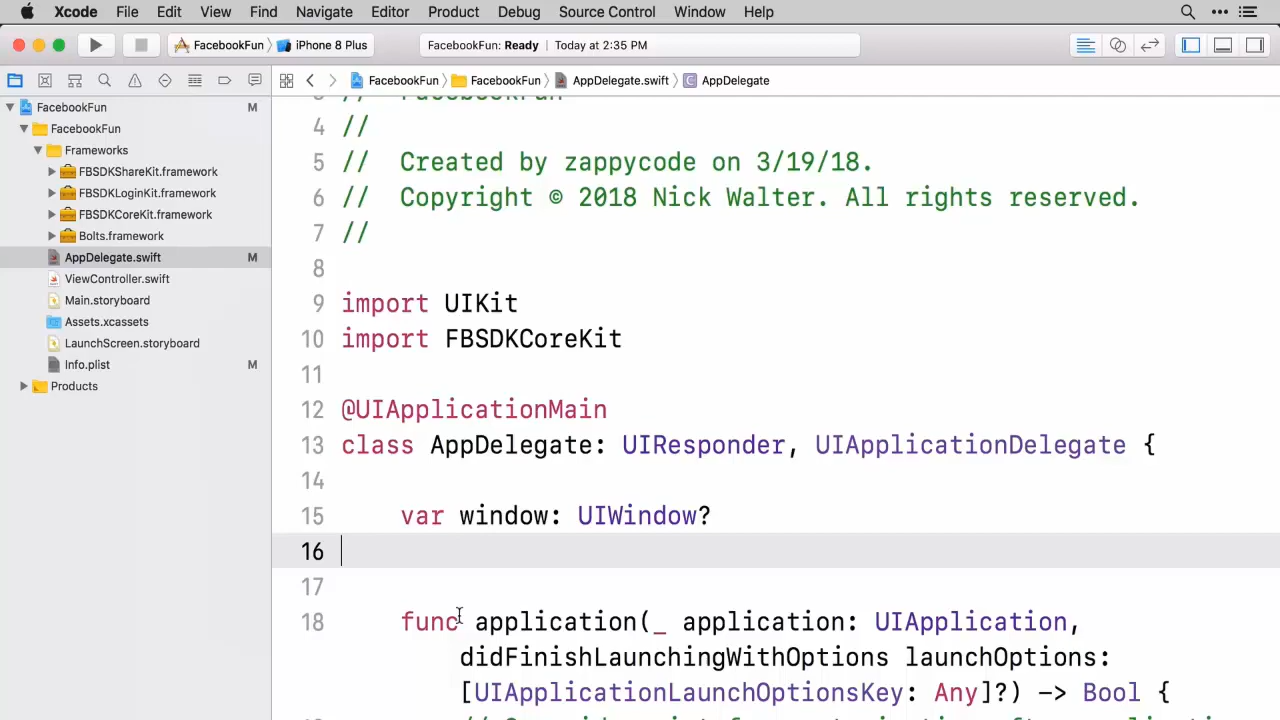 Xcode File Edit View Find Navigate Editor Product Debug Source Control Window Help
FacebookFun iPhone 8 Plus FacebookFun: Ready | Today at 2:35 PM
FacebookFun FacebookFun AppDelegate.swift AppDelegate
FacebookFun M
FacebookFun
Frameworks
FBSDKShareKit.framework
FBSDKLoginKit.framework
FBSDKCoreKit.framework
Bolts.framework
AppDelegate.swift M
ViewController.swift
Main.storyboard
Assets.xcassets
LaunchScreen.storyboard
Info.plist M
Products
3 // FacebookFun
4 //
5 // Created by zappycode on 3/19/18.
6 // Copyright © 2018 Nick Walter. All rights reserved.
7 //
8
9 import UIKit
10 import FBSDKCoreKit
11
12 @UIApplicationMain
13 class AppDelegate: UIResponder, UIApplicationDelegate {
14
15 var window: UIWindow?
16
17
18 func application(_ application: UIApplication,
didFinishLaunchingWithOptions launchOptions:
[UIApplicationLaunchOptionsKey: Any]?) -> Bool {